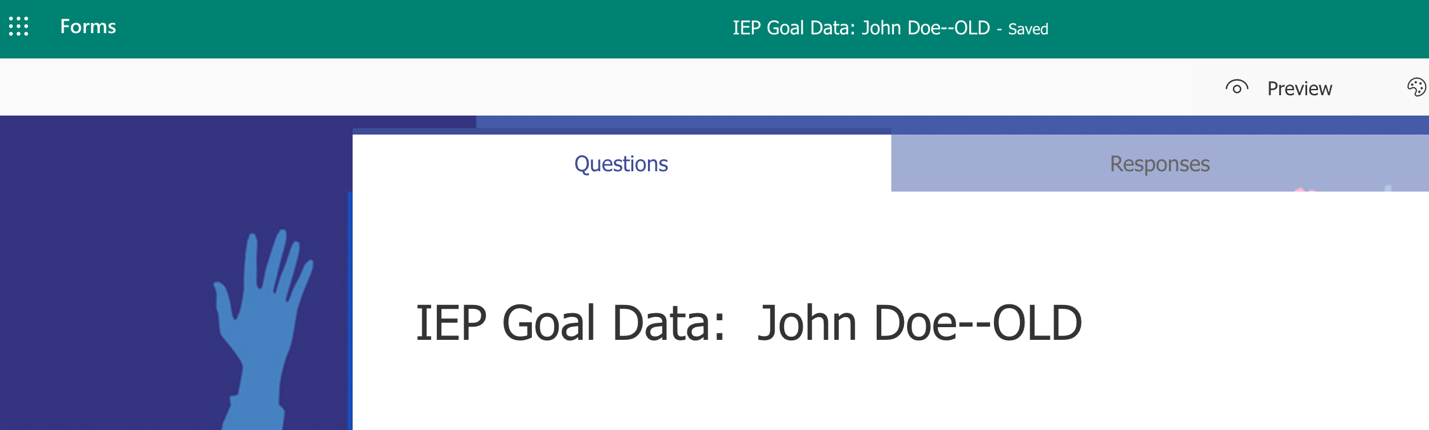 Forms
IEP Goal Data: John Doe--OLD - Saved
Preview
Questions
Responses
IEP Goal Data:  John Doe--OLD